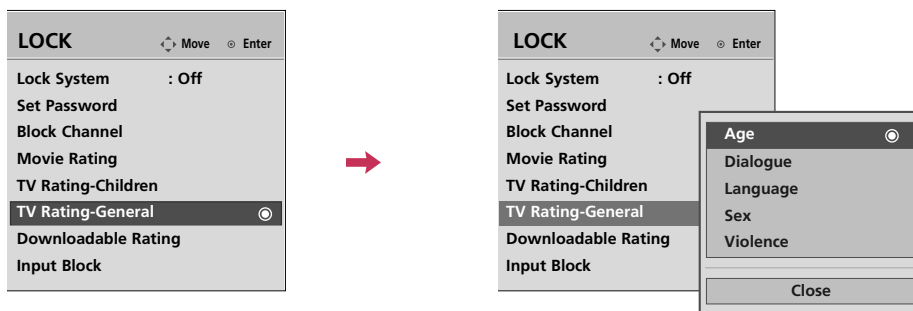 LOCK Move Enter
Lock System : Off
Set Password
Block Channel
Movie Rating
TV Rating-Children
TV Rating-General
Downloadable Rating
Input Block
LOCK Move Enter
Lock System : Off
Set Password
Block Channel
Movie Rating
TV Rating-Children
TV Rating-General
Downloadable Rating
Input Block
Age
Dialogue
Language
Sex
Violence
Close